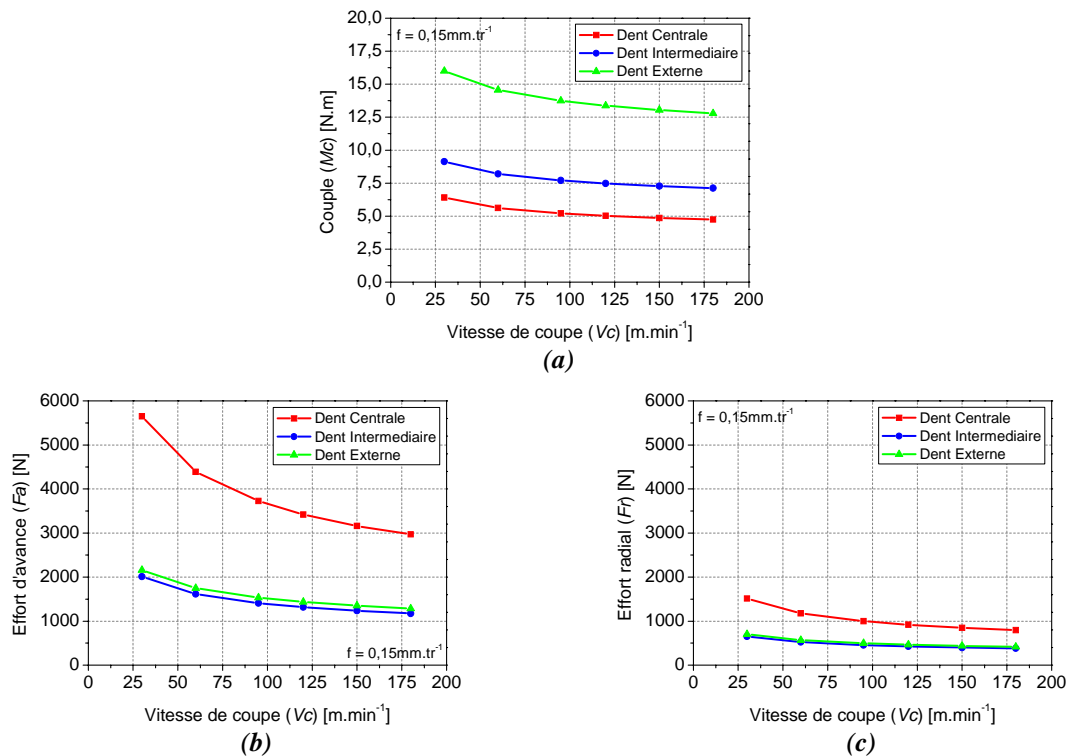 20,0
17,5
15,0
12,5
10,0
7,5
5,0
2,5
0,0
Couple (Mc) [N.m]
f = 0,15mm.tr⁻¹
Dent Centrale
Dent Intermediaire
Dent Externe
0 25 50 75 100 125 150 175 200
Vitesse de coupe (Vc) [m.min⁻¹]
(a)
6000
5000
4000
3000
2000
1000
0
Effort d'avance (Fa) [N]
Dent Centrale
Dent Intermediaire
Dent Externe
f = 0,15mm.tr⁻¹
0 25 50 75 100 125 150 175 200
Vitesse de coupe (Vc) [m.min⁻¹]
(b)
6000
5000
4000
3000
2000
1000
0
Effort radial (Fr) [N]
f = 0,15mm.tr⁻¹
Dent Centrale
Dent Intermediaire
Dent Externe
0 25 50 75 100 125 150 175 200
Vitesse de coupe (Vc) [m.min⁻¹]
(c)